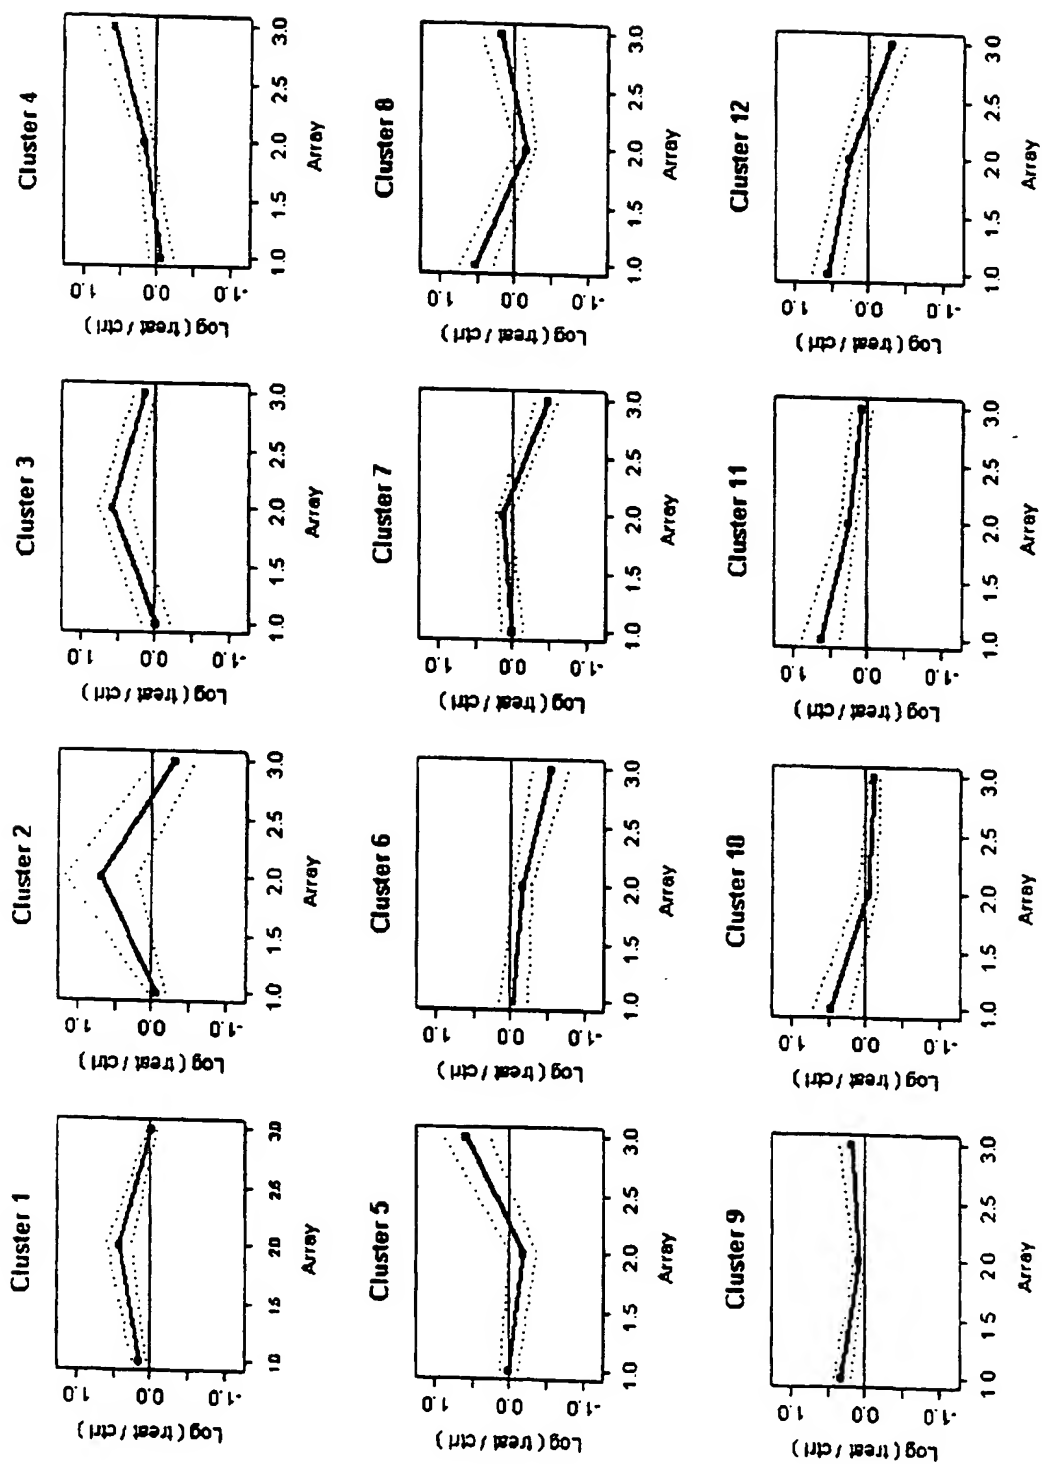 Cluster 1
Log ( treat / ctrl )
1.0
0.0
-1.0
1.0 1.5 2.0 2.5 3.0
Array
Cluster 2
Log ( treat / ctrl )
1.0
0.0
-1.0
1.0 1.5 2.0 2.5 3.0
Array
Cluster 3
Log ( treat / ctrl )
1.0
0.0
-1.0
1.0 1.5 2.0 2.5 3.0
Array
Cluster 4
Log ( treat / ctrl )
1.0
0.0
-1.0
1.0 1.5 2.0 2.5 3.0
Array
Cluster 5
Log ( treat / ctrl )
1.0
0.0
-1.0
1.0 1.5 2.0 2.5 3.0
Array
Cluster 6
Log ( treat / ctrl )
1.0
0.0
-1.0
1.0 1.5 2.0 2.5 3.0
Array
Cluster 7
Log ( treat / ctrl )
1.0
0.0
-1.0
1.0 1.5 2.0 2.5 3.0
Array
Cluster 8
Log ( treat / ctrl )
1.0
0.0
-1.0
1.0 1.5 2.0 2.5 3.0
Array
Cluster 9
Log ( treat / ctrl )
1.0
0.0
-1.0
1.0 1.5 2.0 2.5 3.0
Array
Cluster 10
Log ( treat / ctrl )
1.0
0.0
-1.0
1.0 1.5 2.0 2.5 3.0
Array
Cluster 11
Log ( treat / ctrl )
1.0
0.0
-1.0
1.0 1.5 2.0 2.5 3.0
Array
Cluster 12
Log ( treat / ctrl )
1.0
0.0
-1.0
1.0 1.5 2.0 2.5 3.0
Array